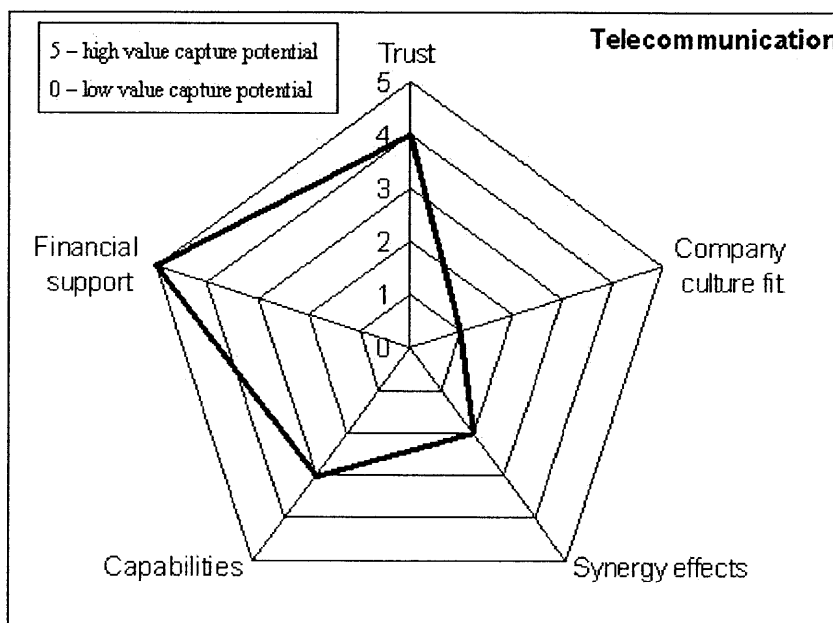 5 – high value capture potential
0 – low value capture potential
Telecommunication
Trust
5
4
3
2
1
0
Financial
support
Company
culture fit
Capabilities
Synergy effects